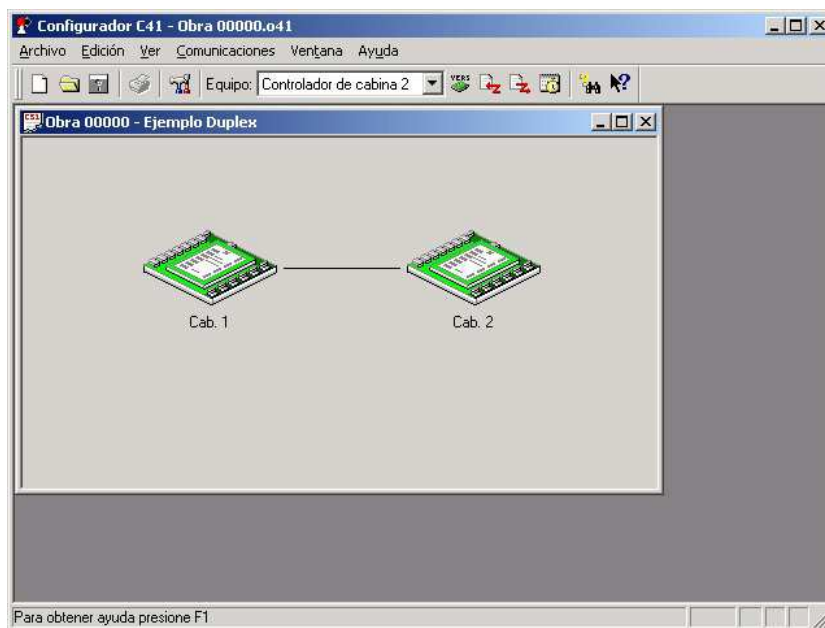 Configurador C41 - Obra 00000.o41
Archivo Edición Ver Comunicaciones Ventana Ayuda
Equipo: Controlador de cabina 2 VERS
Obra 00000 - Ejemplo Duplex
Cab. 1 Cab. 2
Para obtener ayuda presione F1